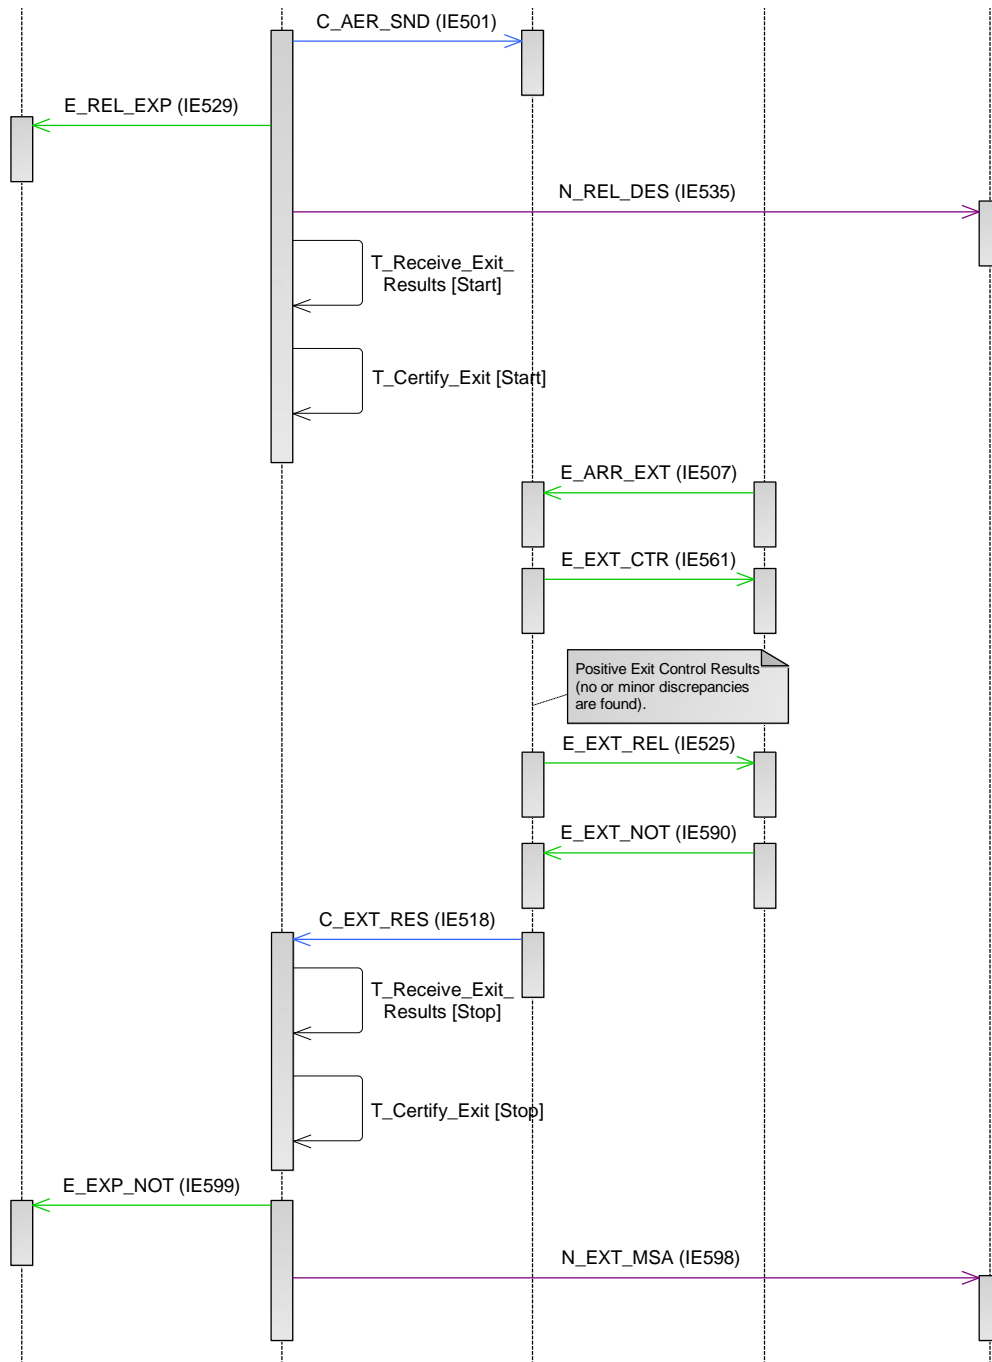 C_AER_SND (IE501)
E_REL_EXP (IE529)
N_REL_DES (IE535)
T_Receive_Exit_
Results [Start]
T_Certify_Exit [Start]
E_ARR_EXT (IE507)
E_EXT_CTR (IE561)
Positive Exit Control Results
(no or minor discrepancies
are found).
E_EXT_REL (IE525)
E_EXT_NOT (IE590)
C_EXT_RES (IE518)
T_Receive_Exit_
Results [Stop]
T_Certify_Exit [Stop]
E_EXP_NOT (IE599)
N_EXT_MSA (IE598)